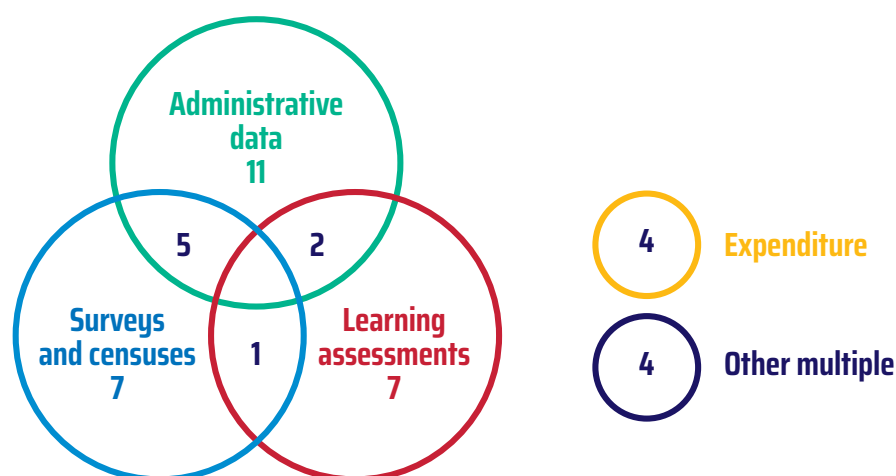 Administrative
data
11
5
2
Surveys
and censuses
7
1
Learning
assessments
7
4
Expenditure
4
Other multiple